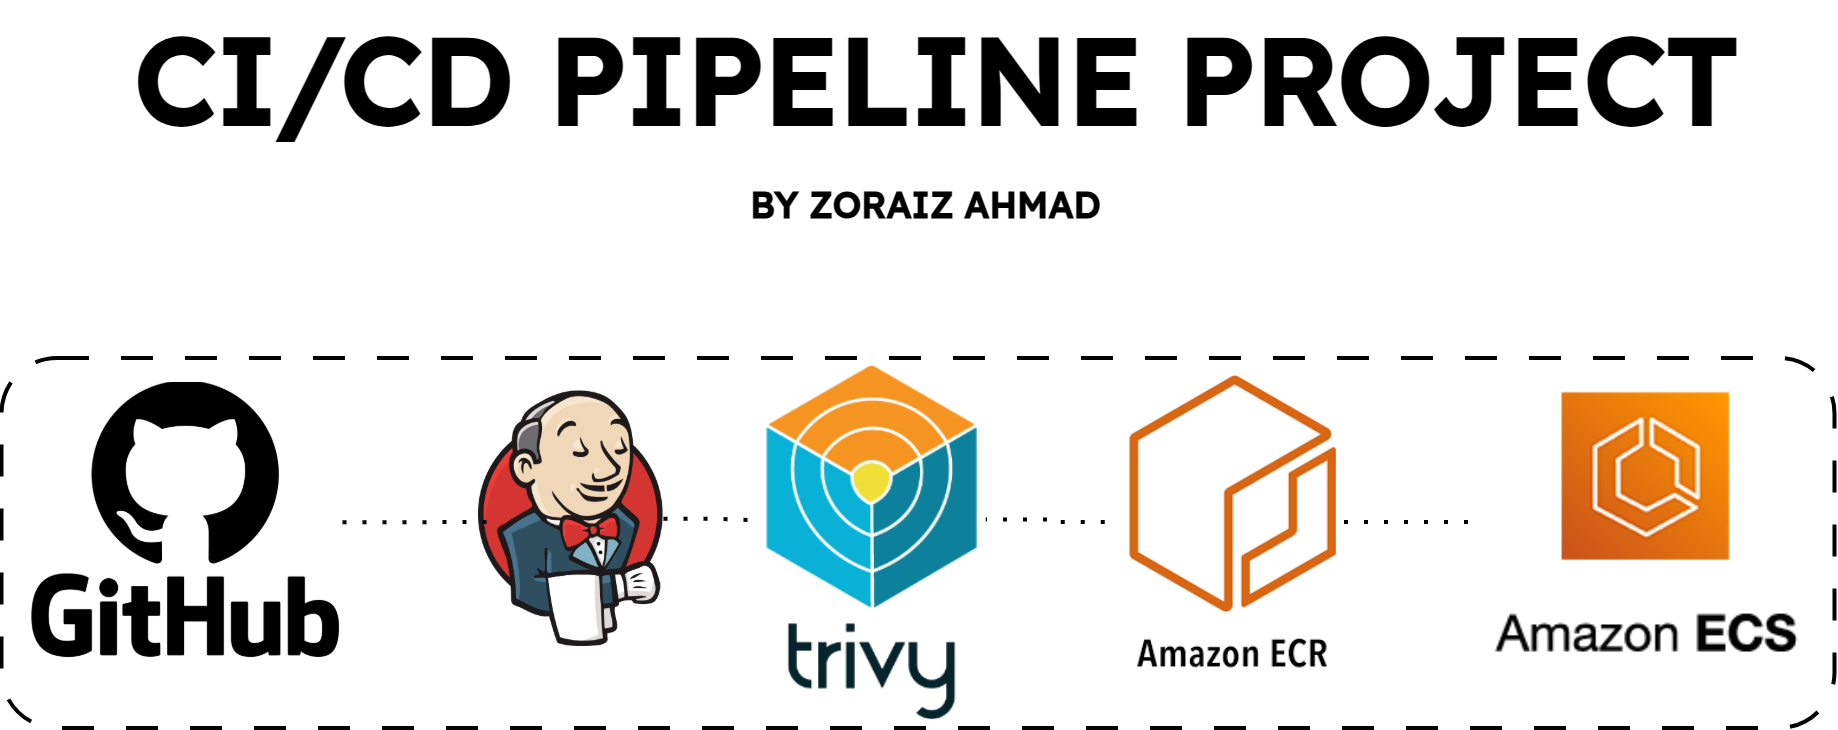 CI/CD PIPELINE PROJECT
BY ZORAIZ AHMAD
GitHub
trivy
Amazon ECR
Amazon ECS